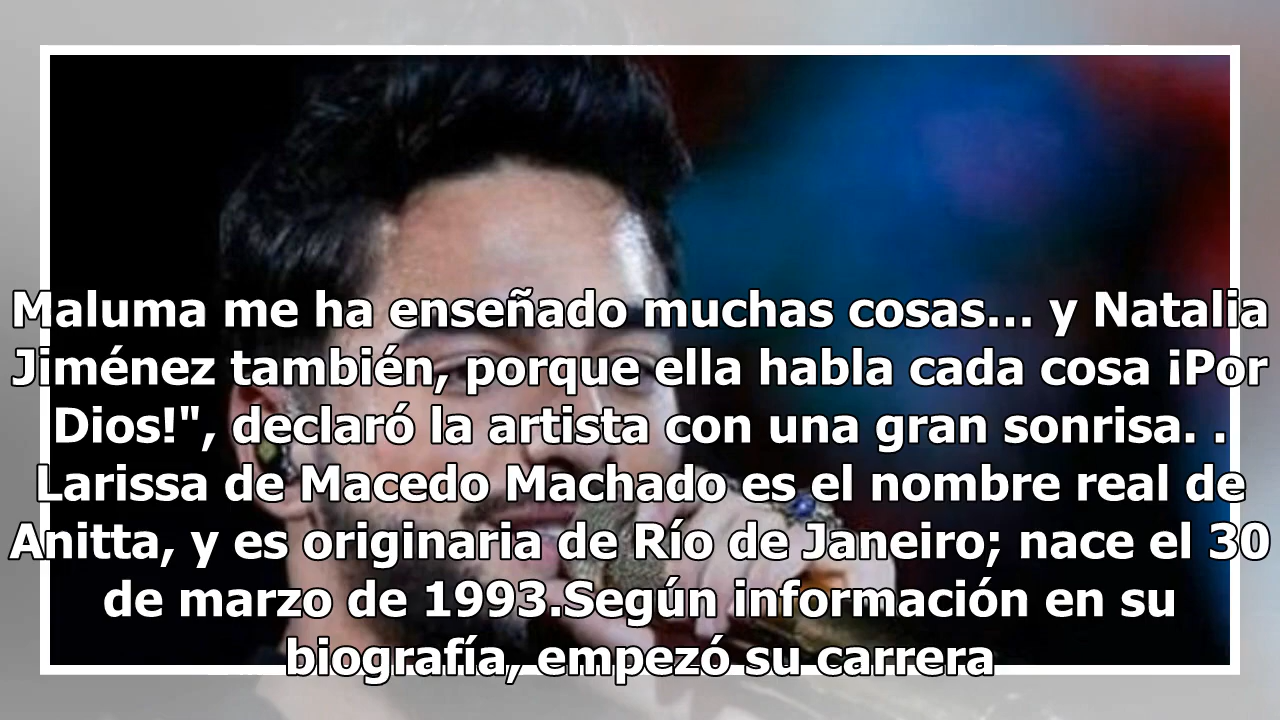 Maluma me ha enseñado muchas cosas... y Natalia
Jiménez también, porque ella habla cada cosa ¡Por
Dios!", declaró la artista con una gran sonrisa. .
Larissa de Macedo Machado es el nombre real de
Anitta, y es originaria de Río de Janeiro; nace el 30
de marzo de 1993.Según información en su
biografía, empezó su carrera